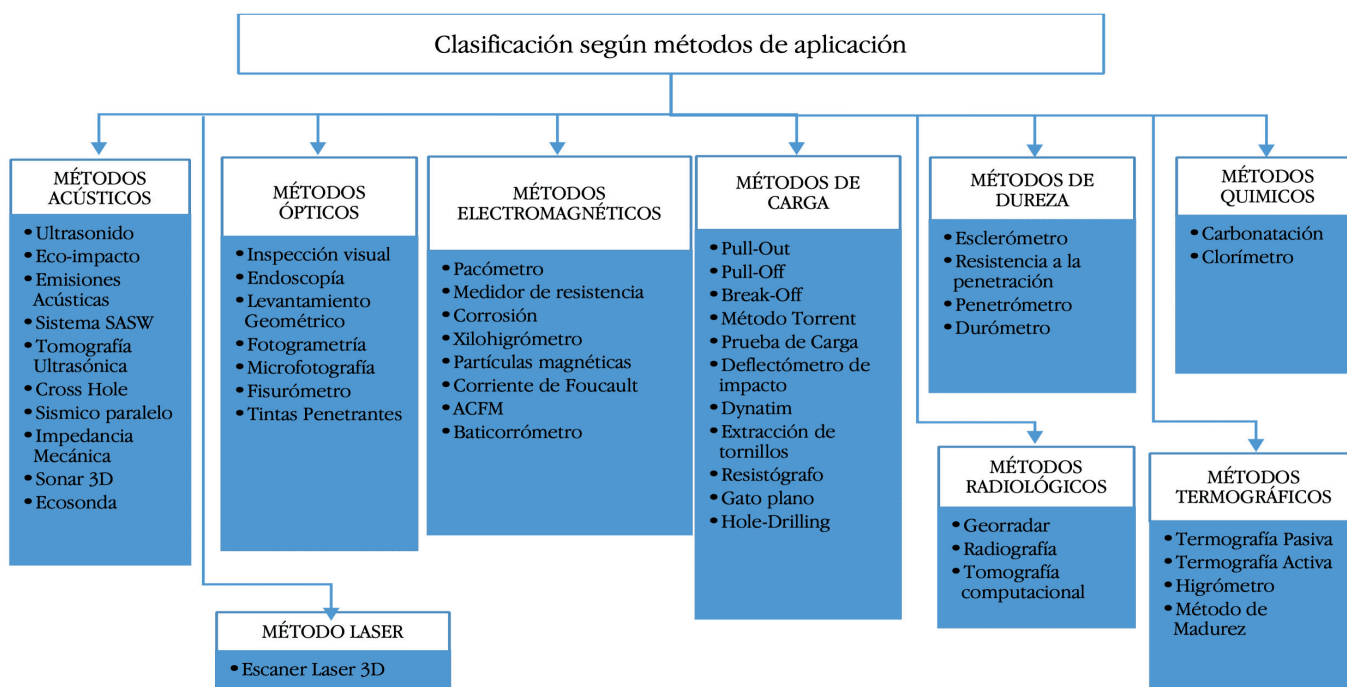 Clasificación según métodos de aplicación
MÉTODOS
ACÚSTICOS
• Ultrasonido
• Eco-impacto
• Emisiones
Acústicas
• Sistema SASW
• Tomografía
Ultrasónica
• Cross Hole
• Sismico paralelo
• Impedancia
Mecánica
• Sonar 3D
• Ecosonda
MÉTODO LASER
• Escaner Laser 3D
MÉTODOS
ÓPTICOS
• Inspección visual
• Endoscopía
• Levantamiento
Geométrico
• Fotogrametría
• Microfotografía
• Fisurómetro
• Tintas Penetrantes
MÉTODOS
ELECTROMAGNÉTICOS
• Pacómetro
• Medidor de resistencia
• Corrosión
• Xilohigrómetro
• Partículas magnéticas
• Corriente de Foucault
• ACFM
• Baticorrómetro
MÉTODOS DE
CARGA
• Pull-Out
• Pull-Off
• Break-Off
• Método Torrent
• Prueba de Carga
• Deflectómetro de
impacto
• Dynatim
• Extracción de
tornillos
• Resistógrafo
• Gato plano
• Hole-Drilling
MÉTODOS DE
DUREZA
• Esclerómetro
• Resistencia a la
penetración
• Penetrómetro
• Durómetro
MÉTODOS
RADIOLÓGICOS
• Georradar
• Radiografía
• Tomografía
computacional
MÉTODOS
QUIMICOS
• Carbonatación
• Clorímetro
MÉTODOS
TERMOGRÁFICOS
• Termografía Pasiva
• Termografía Activa
• Higrómetro
• Método de
Madurez